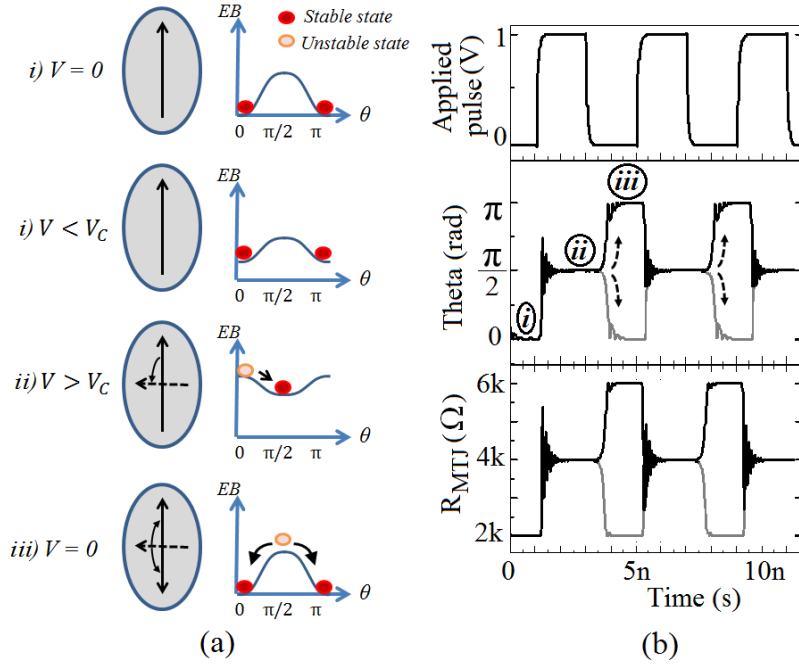 EB
Stable state
Unstable state
i) V = 0
0 π/2 π θ
EB
i) V < V_C
0 π/2 π θ
EB
ii) V > V_C
0 π/2 π θ
EB
iii) V = 0
0 π/2 π θ
(a)
Applied
pulse(V)
1
0
Theta (rad)
π
π
2
0
i
ii
iii
R_MTJ(Ω)
6k
4k
2k
0 5n 10n
Time (s)
(b)